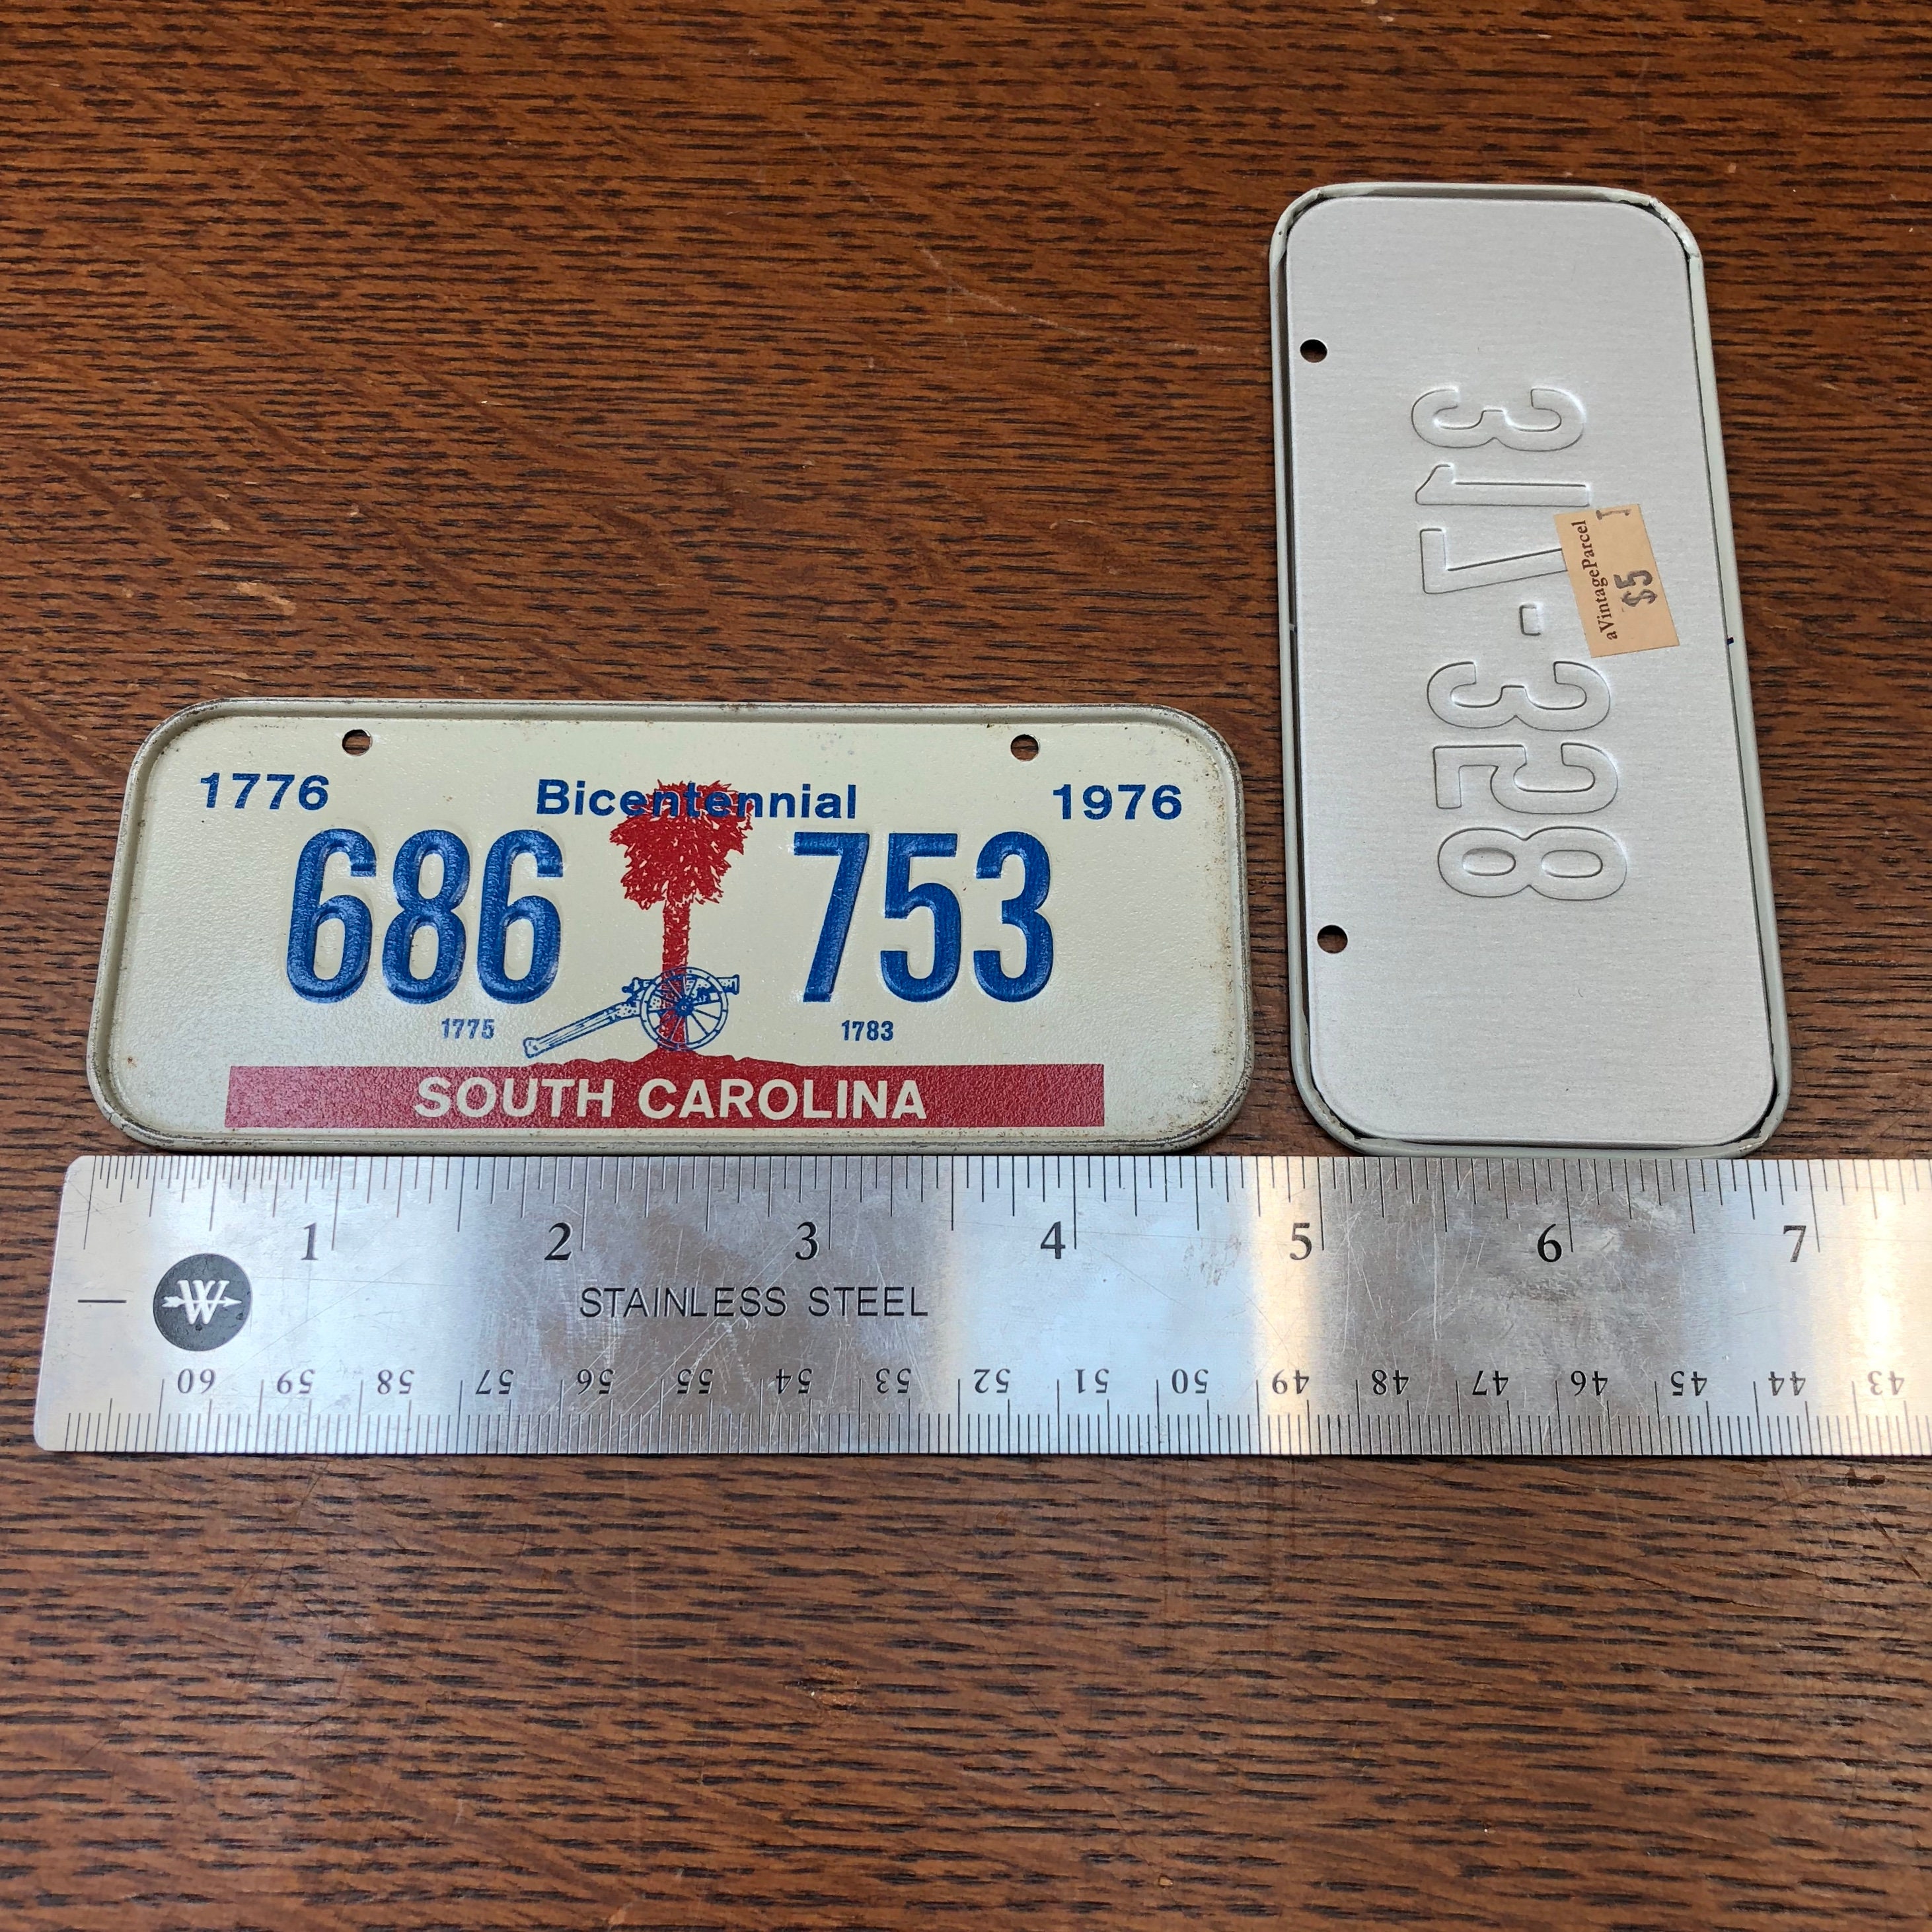 1776 Bicentennial 1976
686 753
1775 1783
SOUTH CAROLINA
317-358
aVintageParcel
$5
1 2 3 4 5 6 7
W
STAINLESS STEEL
60 59 58 57 56 55 54 53 52 51 50 49 48 47 46 45 44 43